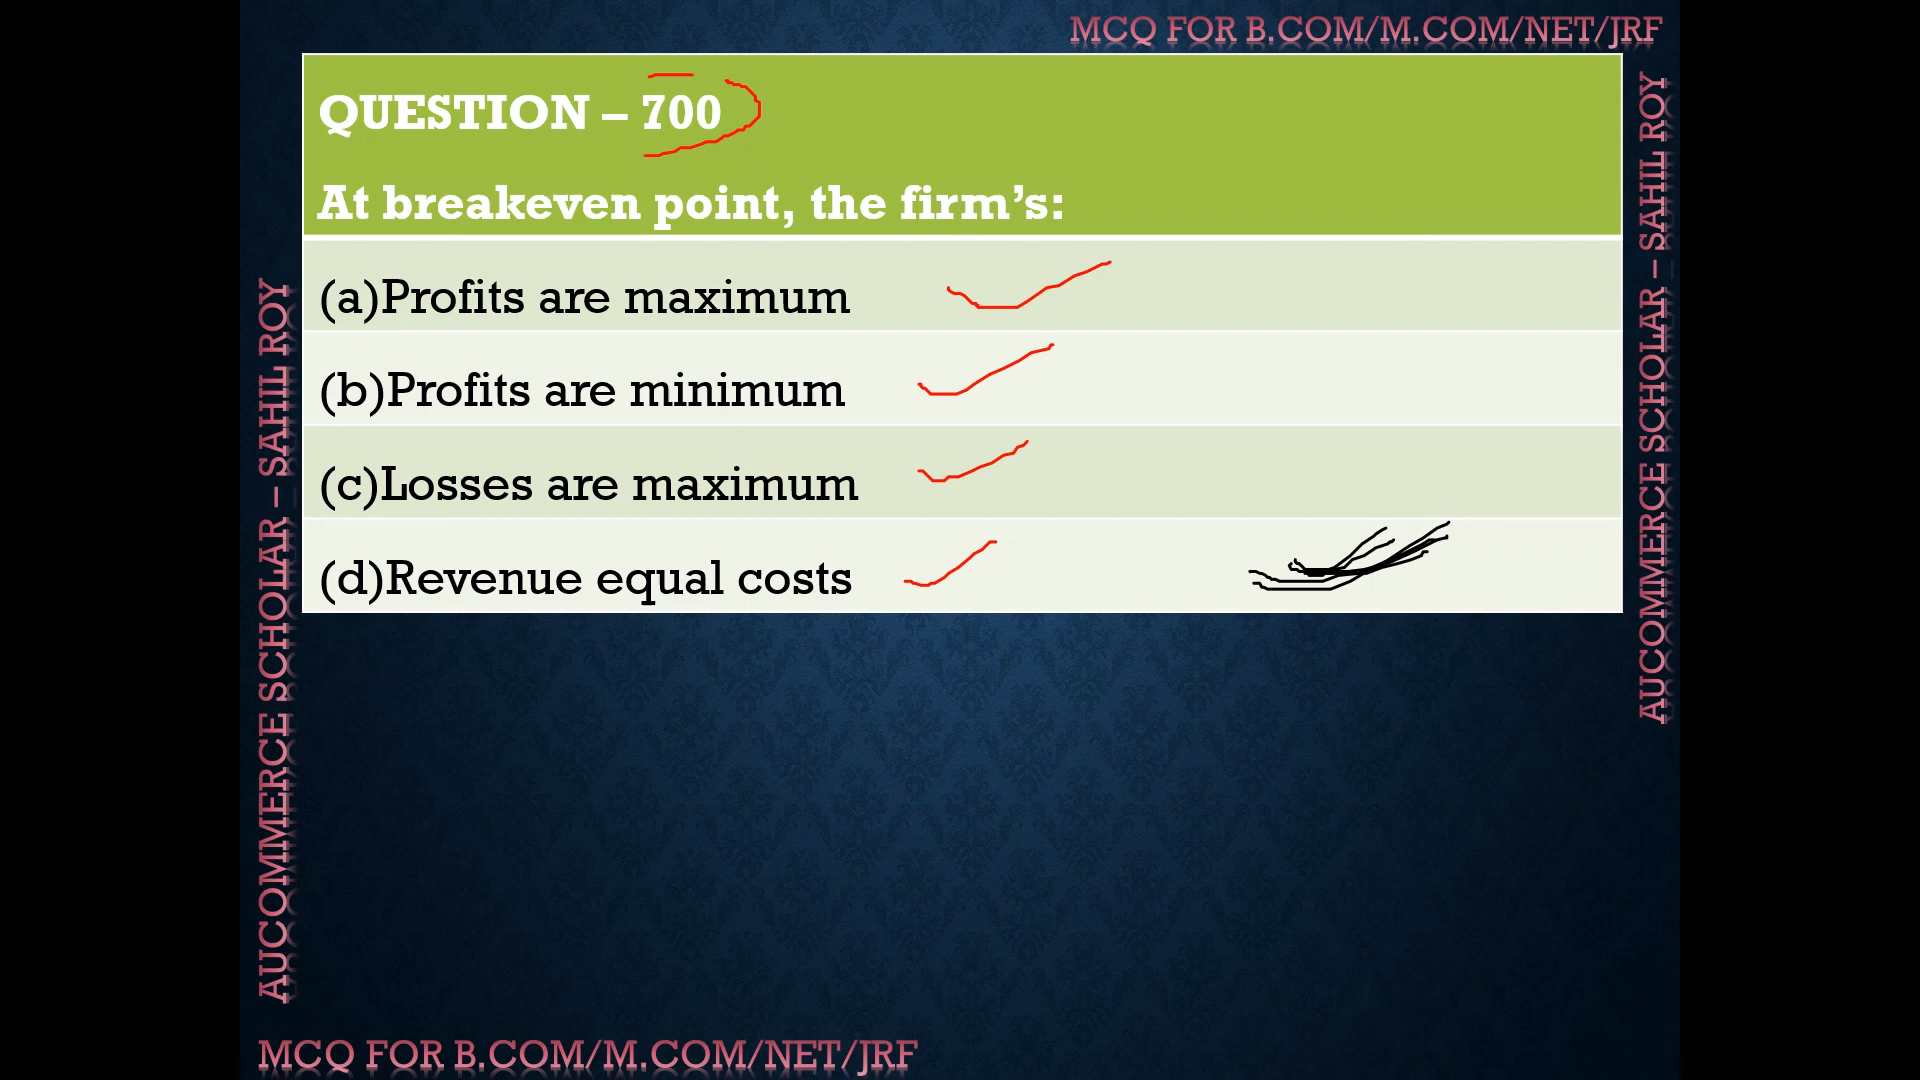 MCQ FOR B.COM/M.COM/NET/JRF
QUESTION – 700
At breakeven point, the firm’s:
(a)Profits are maximum
(b)Profits are minimum
(c)Losses are maximum
(d)Revenue equal costs
AUCOMMERCE SCHOLAR – SAHIL ROY
AUCOMMERCE SCHOLAR – SAHIL ROY
MCQ FOR B.COM/M.COM/NET/JRF